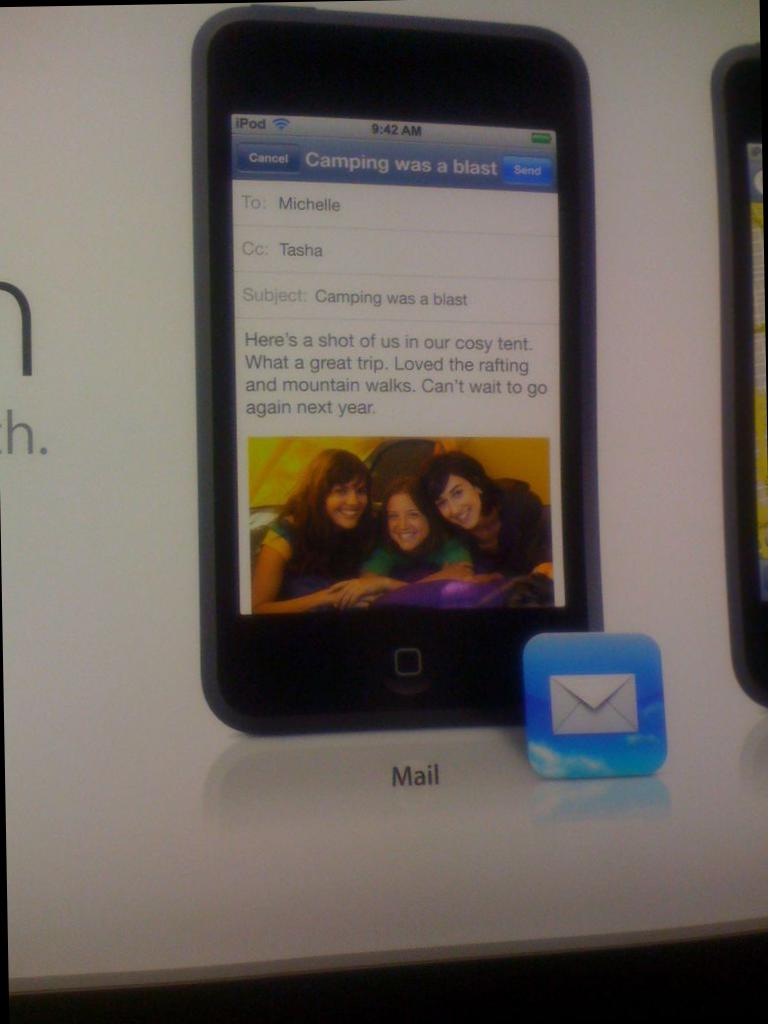 iPod 9:42 AM
Cancel Camping was a blast Send
To: Michelle
Cc: Tasha
Subject: Camping was a blast
Here's a shot of us in our cosy tent.
What a great trip. Loved the rafting
and mountain walks. Can't wait to go
again next year.
Mail